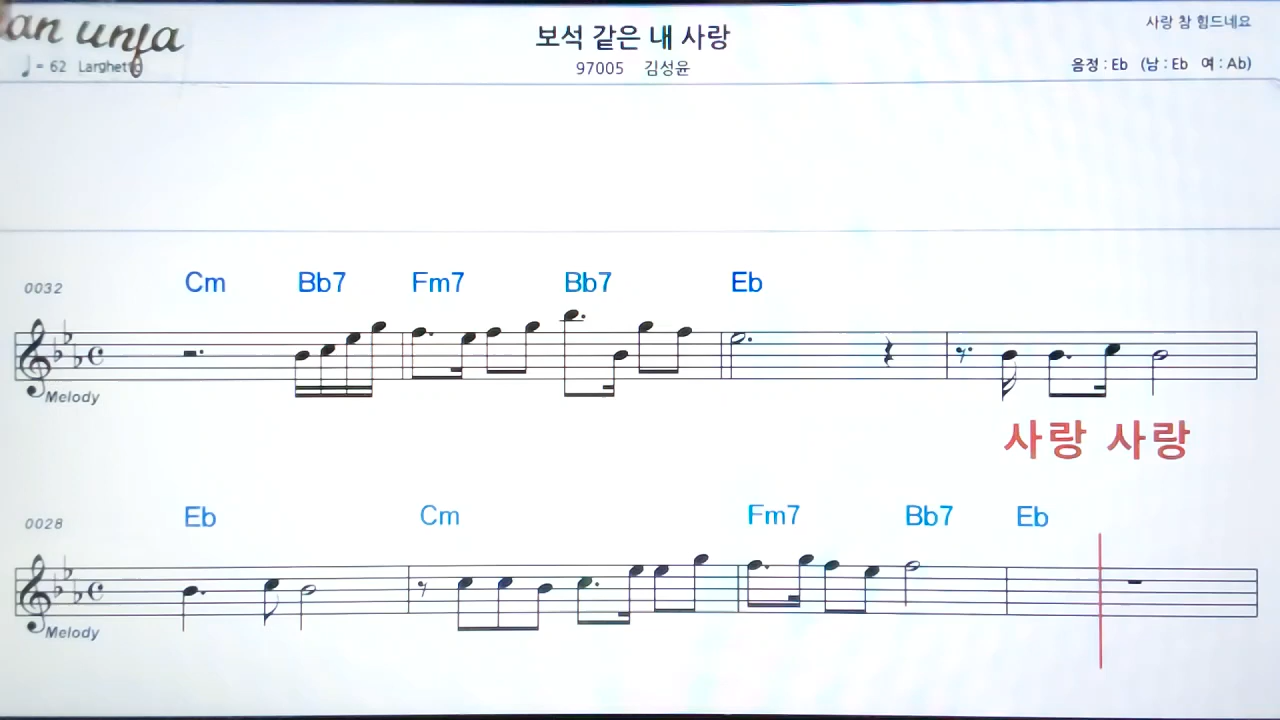 an unja
보석 같은 내 사랑
사랑 참 힘드네요
♩ = 62 Larghetto
97005 김성윤
음정 : Eb (남 : Eb 여 : Ab)
0032
Cm Bb7 Fm7 Bb7 Eb
Melody
사랑 사랑
0028
Eb Cm Fm7 Bb7 Eb
Melody